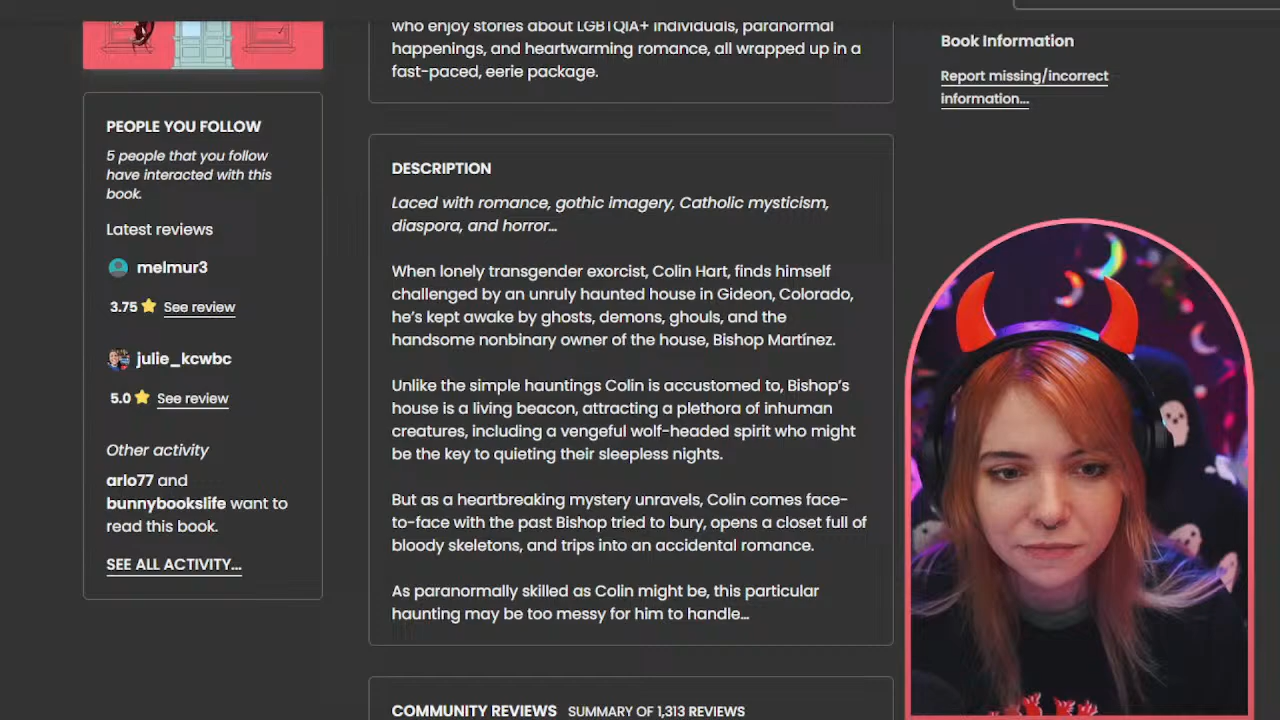 who enjoy stories about LGBTQIA+ individuals, paranormal
happenings, and heartwarming romance, all wrapped up in a
fast-paced, eerie package.
Book Information
Report missing/incorrect
information...
PEOPLE YOU FOLLOW
5 people that you follow
have interacted with this
book.
Latest reviews
melmur3
3.75 See review
julie_kcwbc
5.0 See review
Other activity
arlo77 and
bunnybookslife want to
read this book.
SEE ALL ACTIVITY...
DESCRIPTION
Laced with romance, gothic imagery, Catholic mysticism,
diaspora, and horror…
When lonely transgender exorcist, Colin Hart, finds himself
challenged by an unruly haunted house in Gideon, Colorado,
he’s kept awake by ghosts, demons, ghouls, and the
handsome nonbinary owner of the house, Bishop Martínez.
Unlike the simple hauntings Colin is accustomed to, Bishop’s
house is a living beacon, attracting a plethora of inhuman
creatures, including a vengeful wolf-headed spirit who might
be the key to quieting their sleepless nights.
But as a heartbreaking mystery unravels, Colin comes face-
to-face with the past Bishop tried to bury, opens a closet full of
bloody skeletons, and trips into an accidental romance.
As paranormally skilled as Colin might be, this particular
haunting may be too messy for him to handle…
COMMUNITY REVIEWS SUMMARY OF 1,313 REVIEWS